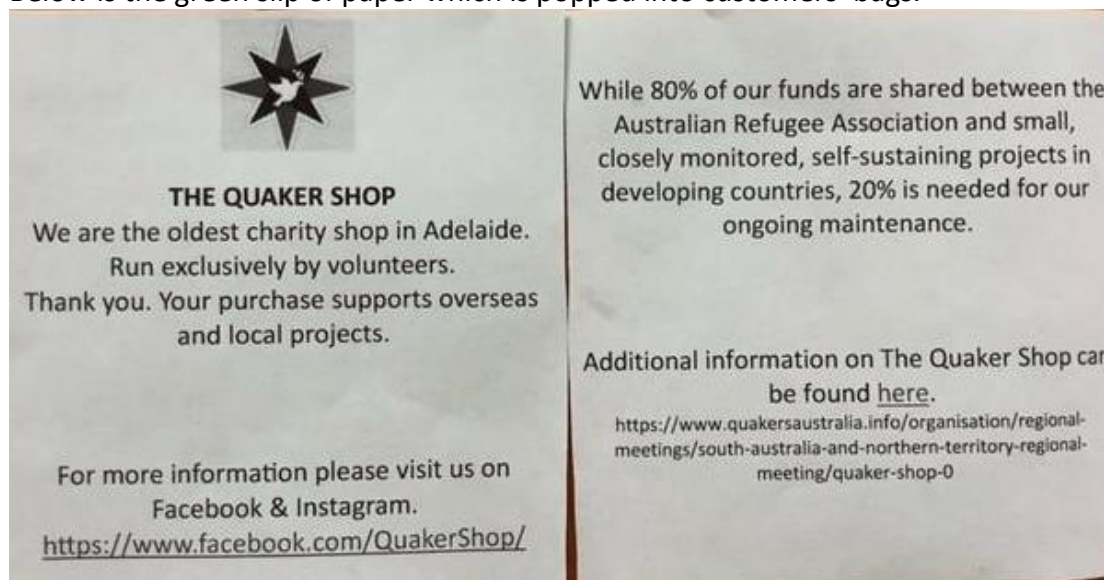 Below is the green slip of paper which is popped into customers' bags.
THE QUAKER SHOP
We are the oldest charity shop in Adelaide.
Run exclusively by volunteers.
Thank you. Your purchase supports overseas
and local projects.
For more information please visit us on
Facebook & Instagram.
https://www.facebook.com/QuakerShop/
While 80% of our funds are shared between the
Australian Refugee Association and small,
closely monitored, self-sustaining projects in
developing countries, 20% is needed for our
ongoing maintenance.
Additional information on The Quaker Shop can
be found here.
https://www.quakersaustralia.info/organisation/regional-
meetings/south-australia-and-northern-territory-regional-
meeting/quaker-shop-0